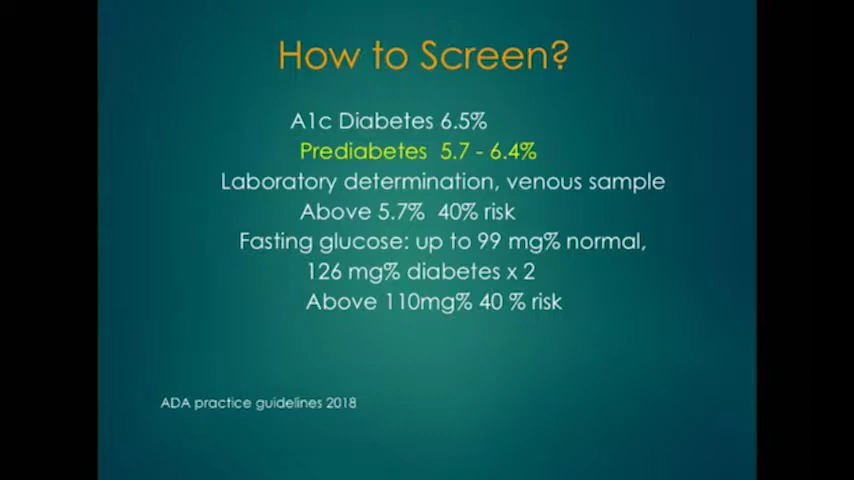 How to Screen?
A1c Diabetes 6.5%
Prediabetes 5.7 - 6.4%
Laboratory determination, venous sample
Above 5.7% 40% risk
Fasting glucose: up to 99 mg% normal,
126 mg% diabetes x 2
Above 110mg% 40 % risk
ADA practice guidelines 2018